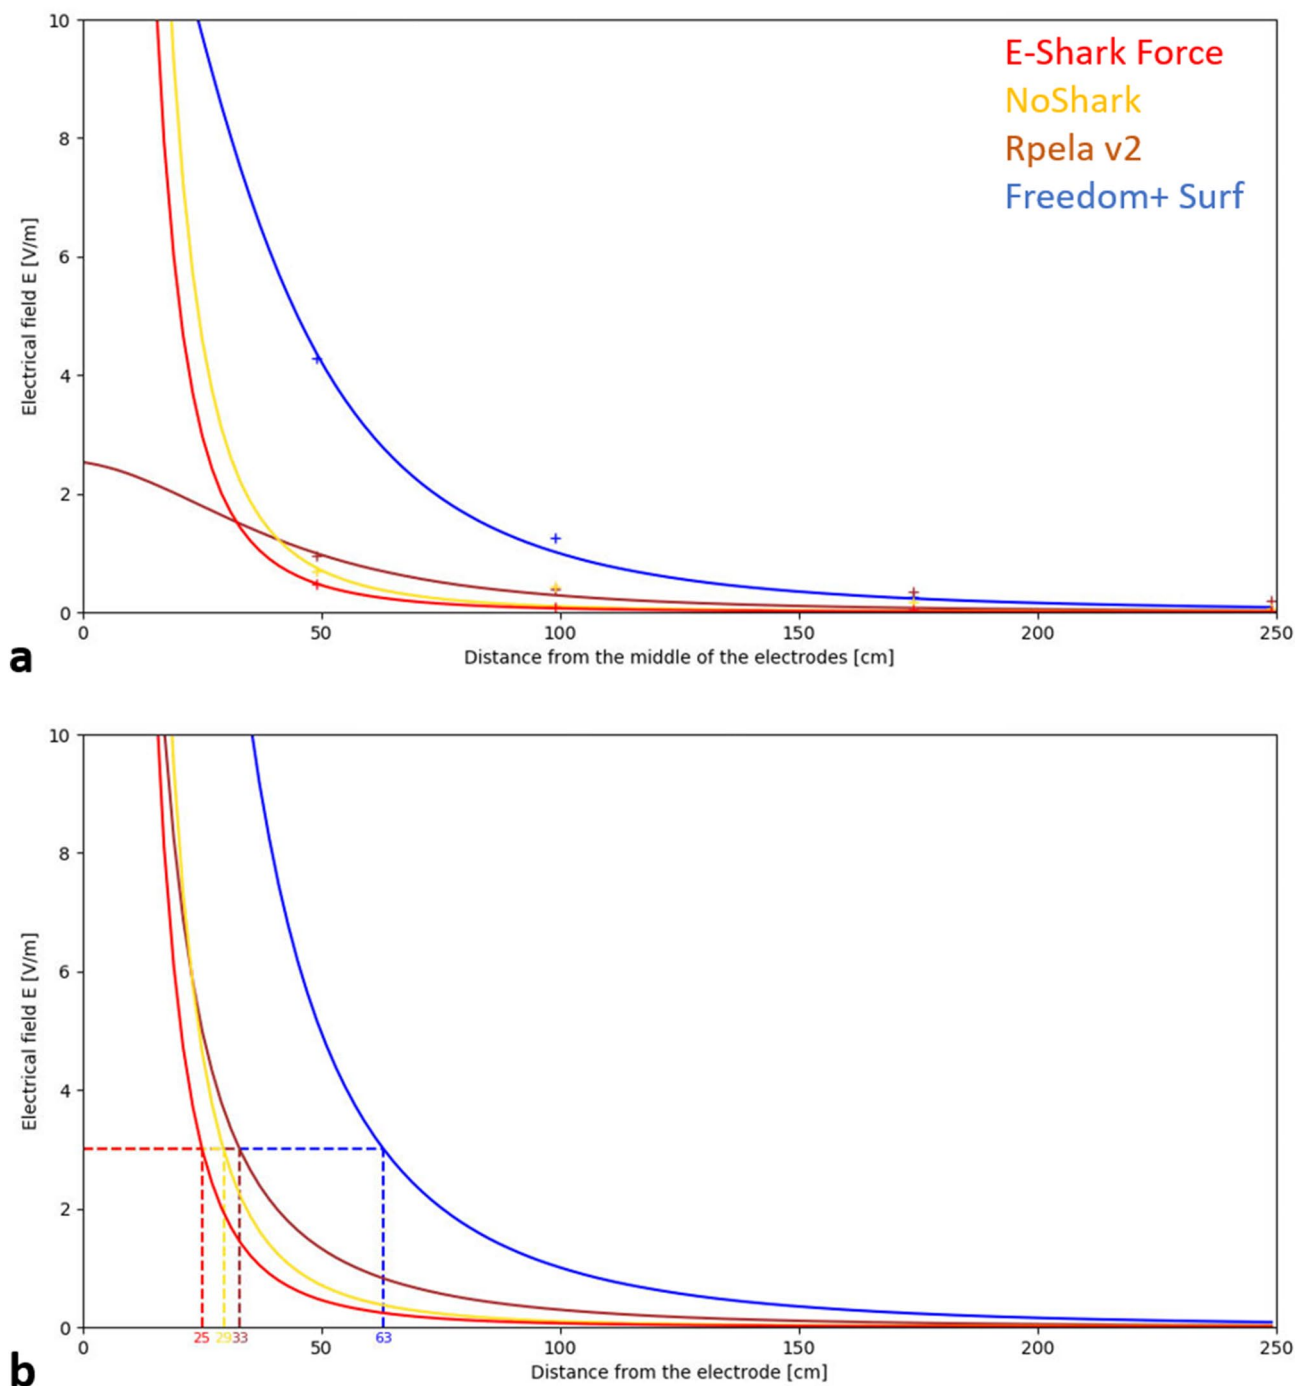 10
8
6
4
2
0
Electrical field E [V/m]
E-Shark Force
NoShark
Rpela v2
Freedom+ Surf
0 50 100 150 200 250
Distance from the middle of the electrodes [cm]
a
10
8
6
4
2
0
Electrical field E [V/m]
25 29 33 63
0 50 100 150 200 250
Distance from the electrode [cm]
b